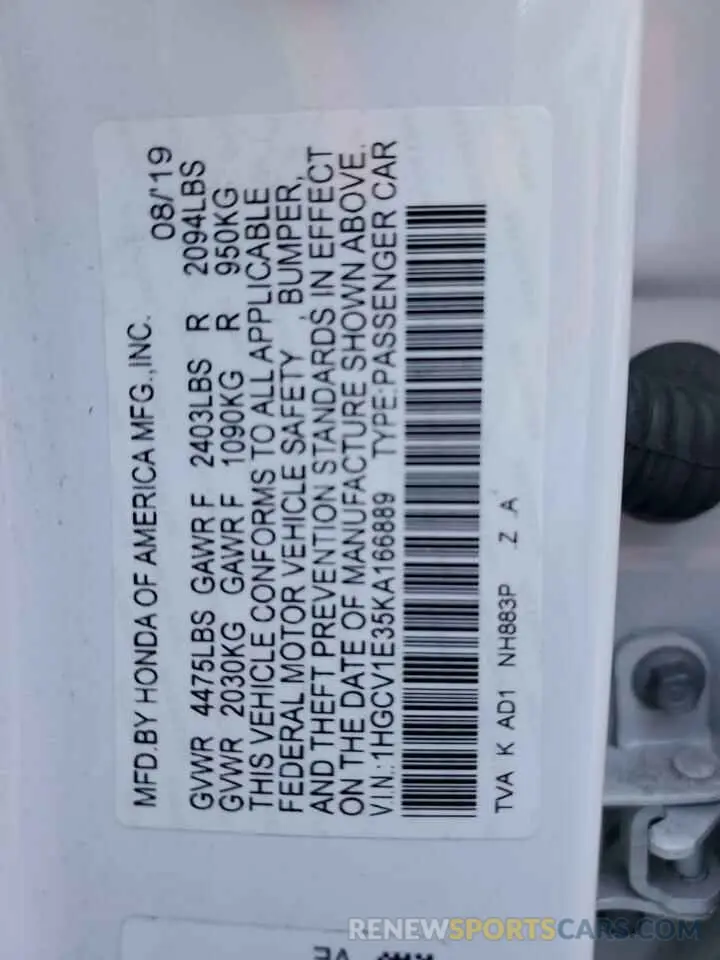 MFD.BY HONDA OF AMERICA MFG.,INC. 08/'19
GVWR 4475LBS GAWR F 2403LBS R 2094LBS
GVWR 2030KG GAWR F 1090KG R 950KG
THIS VEHICLE CONFORMS TO ALL APPLICABLE
FEDERAL MOTOR VEHICLE SAFETY, BUMPER,
AND THEFT PREVENTION STANDARDS IN EFFECT
ON THE DATE OF MANUFACTURE SHOWN ABOVE.
V.I.N.:1HGCV1E35KA166889 TYPE:PASSENGER CAR
TVA K AD1 NH883P Z A
RENEWSPORTSCARS.COM